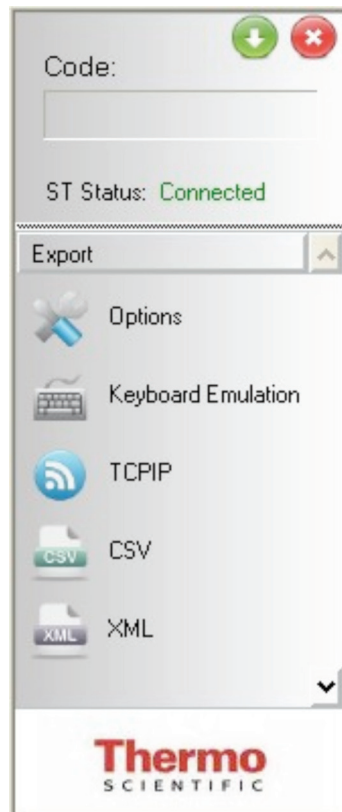 Code:
ST Status: Connected
Export
Options
Keyboard Emulation
TCPIP
CSV
CSV
XML
XML
Thermo
SCIENTIFIC